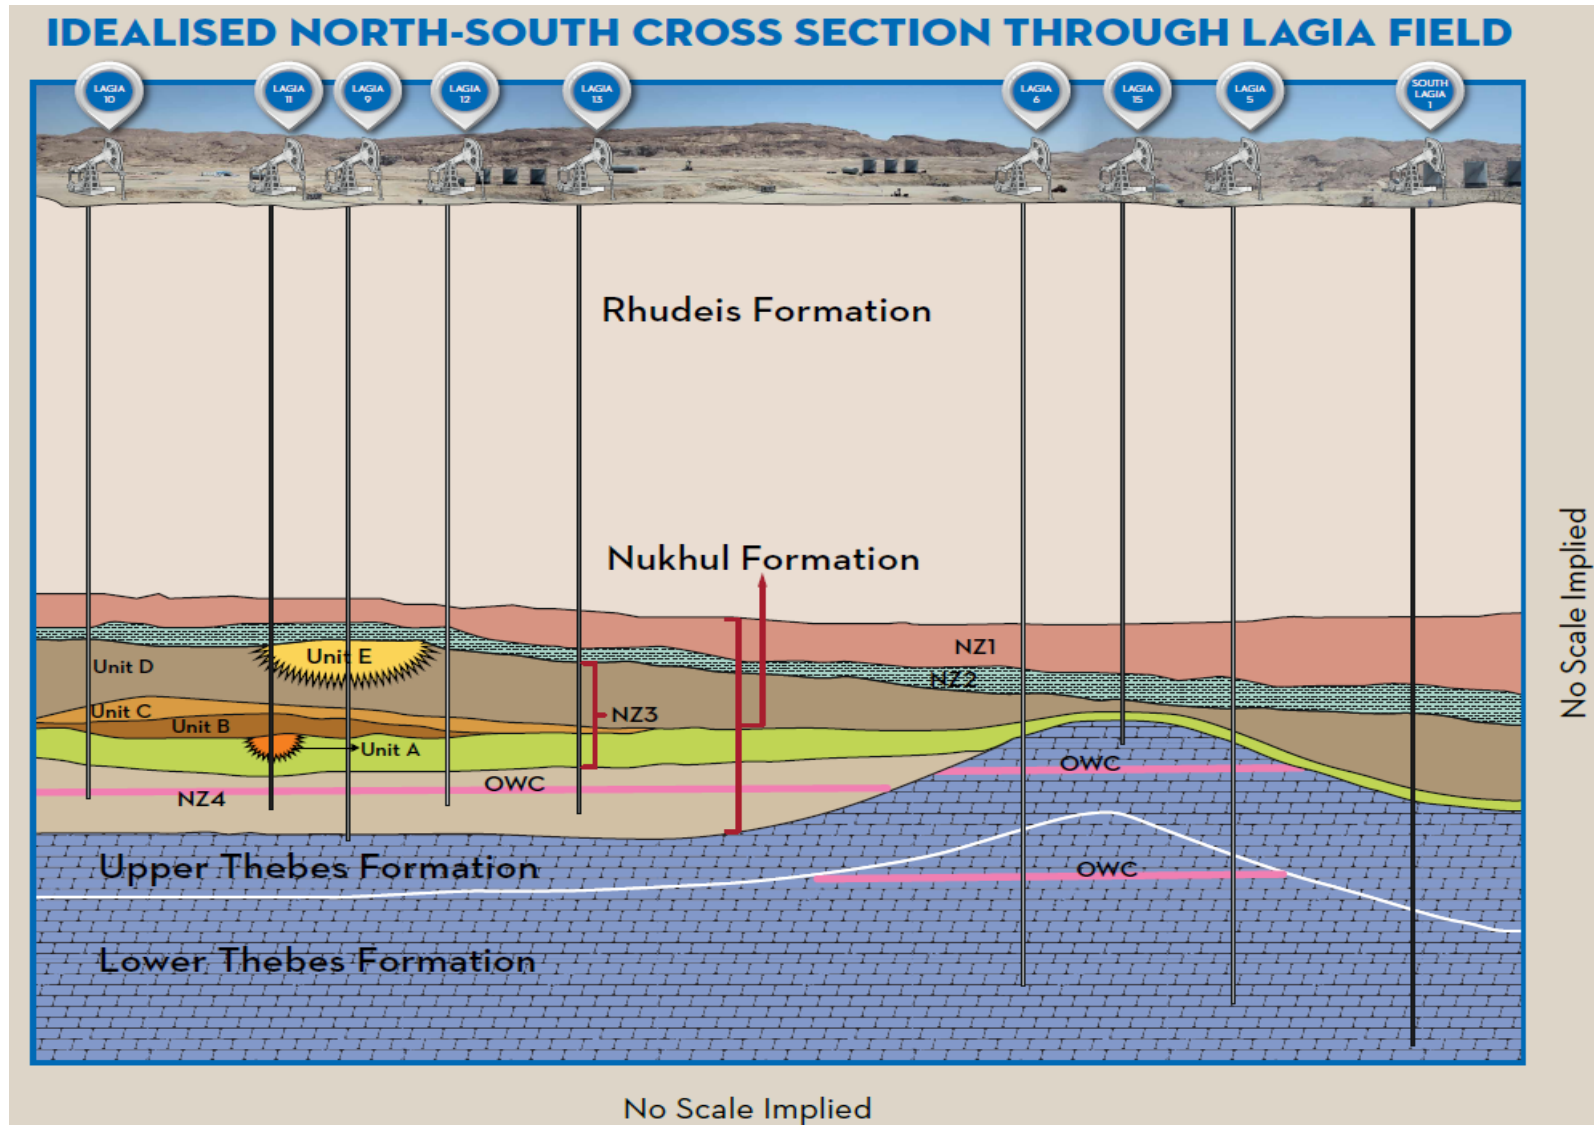 IDEALISED NORTH-SOUTH CROSS SECTION THROUGH LAGIA FIELD
LAGIA
10
LAGIA
11
LAGIA
9
LAGIA
12
LAGIA
13
LAGIA
6
LAGIA
15
LAGIA
5
SOUTH
LAGIA
1
Rhudeis Formation
Nukhul Formation
NZ1
Unit E
Unit D
NZ2
Unit C
NZ3
Unit B
Unit A
OWC
OWC
NZ4
Upper Thebes Formation
OWC
Lower Thebes Formation
No Scale Implied
No Scale Implied